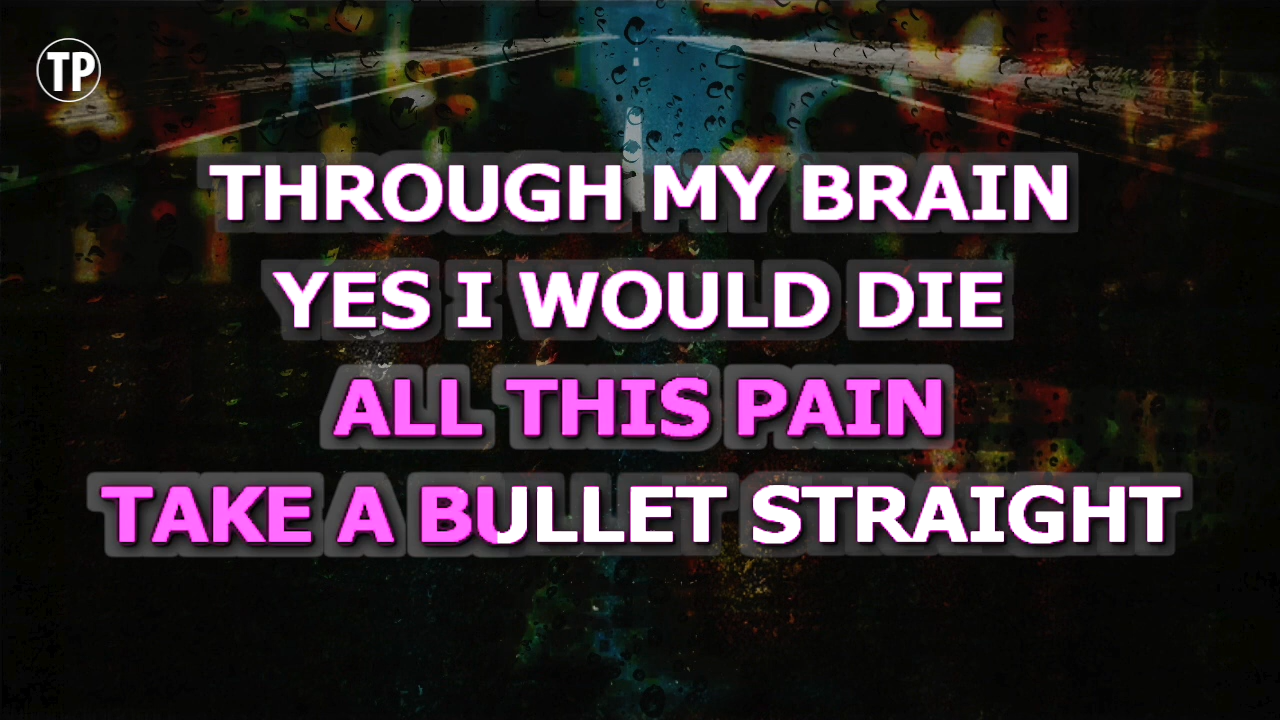 TP
THROUGH MY BRAIN
YES I WOULD DIE
ALL THIS PAIN
TAKE A BULLET STRAIGHT